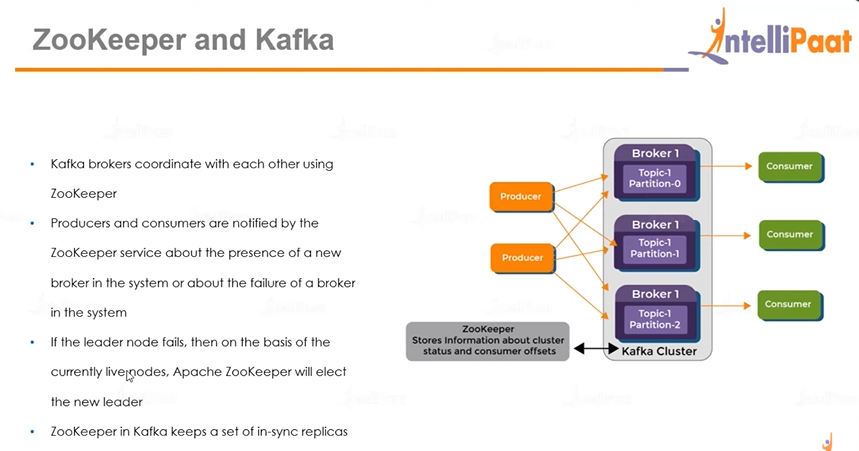 ZooKeeper and Kafka
IntelliPaat
• Kafka brokers coordinate with each other using
ZooKeeper
• Producers and consumers are notified by the
ZooKeeper service about the presence of a new
broker in the system or about the failure of a broker
in the system
• If the leader node fails, then on the basis of the
currently live nodes, Apache ZooKeeper will elect
the new leader
• ZooKeeper in Kafka keeps a set of in-sync replicas
Producer
Producer
Broker 1
Topic-1
Partition-0
Broker 1
Topic-1
Partition-1
Broker 1
Topic-1
Partition-2
Kafka Cluster
Consumer
Consumer
Consumer
ZooKeeper
Stores Information about cluster
status and consumer offsets